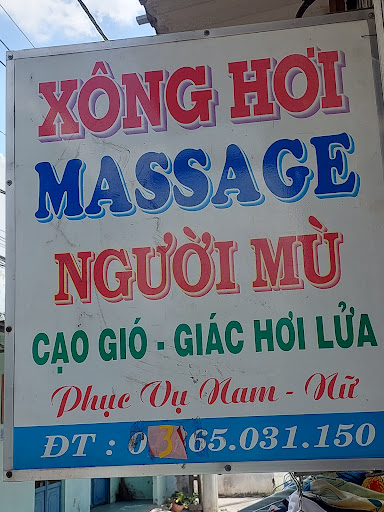 XÔNG HƠI
MASSAGE
NGƯỜI MÙ
CẠO GIÓ - GIÁC HƠI LỬA
Phục Vụ Nam - Nữ
ĐT : 0365.031.150